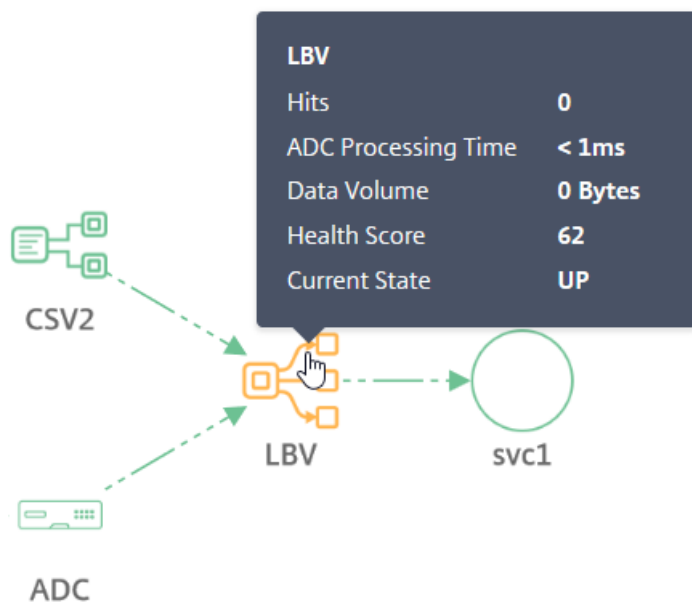 LBV
Hits 0
ADC Processing Time < 1ms
Data Volume 0 Bytes
Health Score 62
Current State UP
CSV2
LBV
svc1
ADC